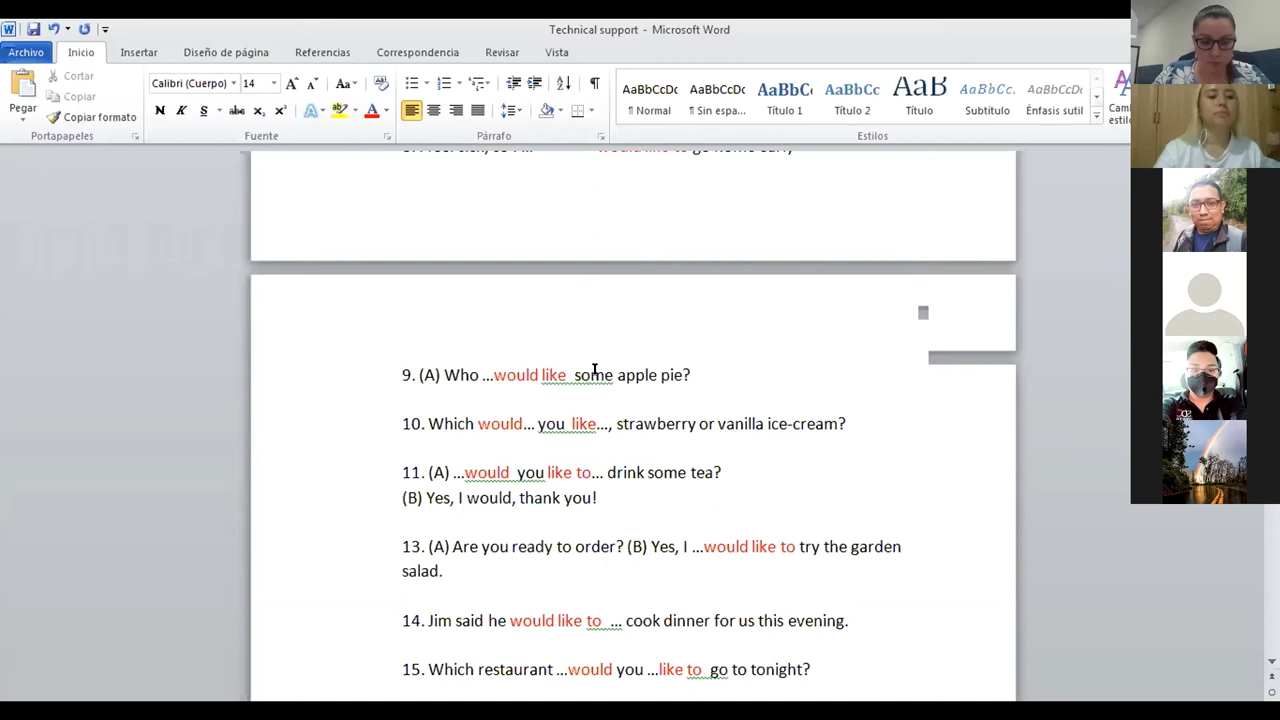 Technical support - Microsoft Word
Archivo Inicio Insertar Diseño de página Referencias Correspondencia Revisar Vista
Pegar
Cortar
Copiar
Copiar formato
Portapapeles
Calibri (Cuerpo) 14
Fuente
Párrafo
AaBbCcDc AaBbCcDc AaBbC AaBbCc AaB AaBbCc. AaBbCcDc
¶ Normal ¶ Sin espa... Título 1 Título 2 Título Subtítulo Énfasis sutil
Estilos
9. (A) Who ...would like some apple pie?
10. Which would... you like..., strawberry or vanilla ice-cream?
11. (A) ...would you like to... drink some tea?
(B) Yes, I would, thank you!
13. (A) Are you ready to order? (B) Yes, I ...would like to try the garden
salad.
14. Jim said he would like to ... cook dinner for us this evening.
15. Which restaurant ...would you ...like to go to tonight?